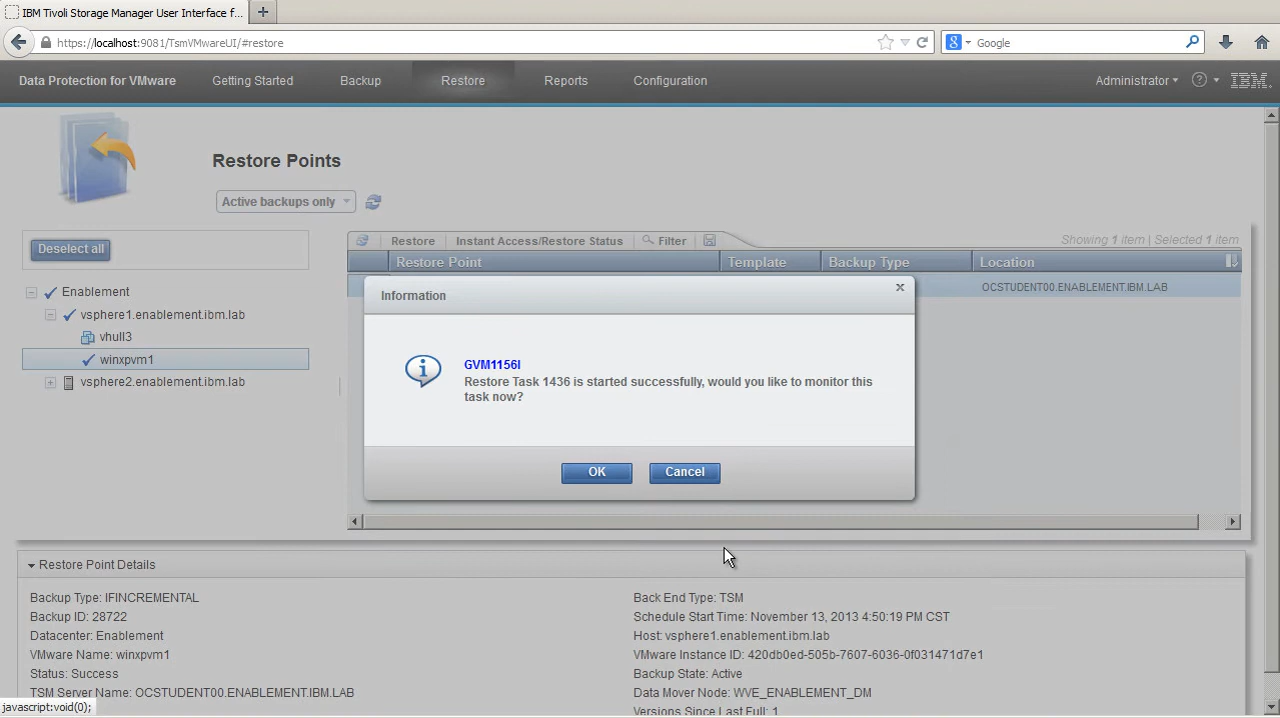 IBM Tivoli Storage Manager User Interface f...
https://localhost:9081/TsmVMwareUI/#restore
Google
Data Protection for VMware
Getting Started
Backup
Restore
Reports
Configuration
Administrator
IBM.
Restore Points
Active backups only
Deselect all
Restore
Instant Access/Restore Status
Filter
Showing 1 item | Selected 1 item
Restore Point
Template
Backup Type
Location
OCSTUDENT00.ENABLEMENT.IBM.LAB
Enablement
vsphere1.enablement.ibm.lab
vhull3
winxpvm1
vsphere2.enablement.ibm.lab
Information
GVM1156I
Restore Task 1436 is started successfully, would you like to monitor this
task now?
OK
Cancel
Restore Point Details
Backup Type: IFINCREMENTAL
Backup ID: 28722
Datacenter: Enablement
VMware Name: winxpvm1
Status: Success
TSM Server Name: OCSTUDENT00.ENABLEMENT.IBM.LAB
Back End Type: TSM
Schedule Start Time: November 13, 2013 4:50:19 PM CST
Host: vsphere1.enablement.ibm.lab
VMware Instance ID: 420db0ed-505b-7607-6036-0f031471d7e1
Backup State: Active
Data Mover Node: WVE_ENABLEMENT_DM
Versions Since Last Full: 1
javascript:void(0);